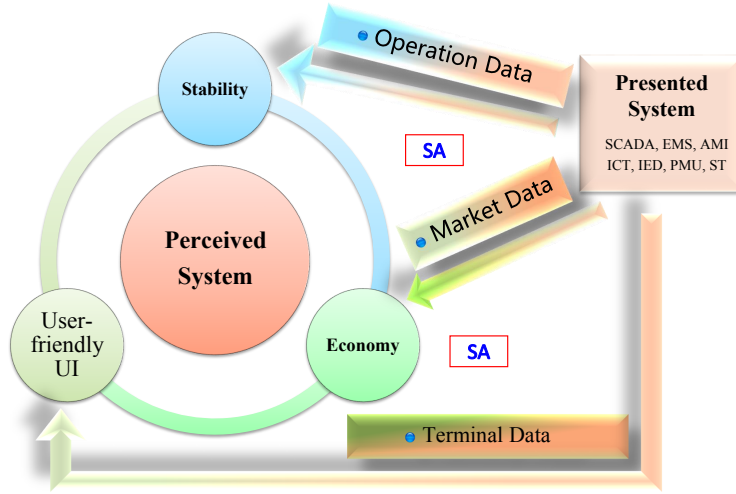 Operation Data
Stability
Presented
System
SCADA, EMS, AMI
ICT, IED, PMU, ST
SA
Market Data
Perceived
System
User-
friendly
UI
Economy
SA
Terminal Data